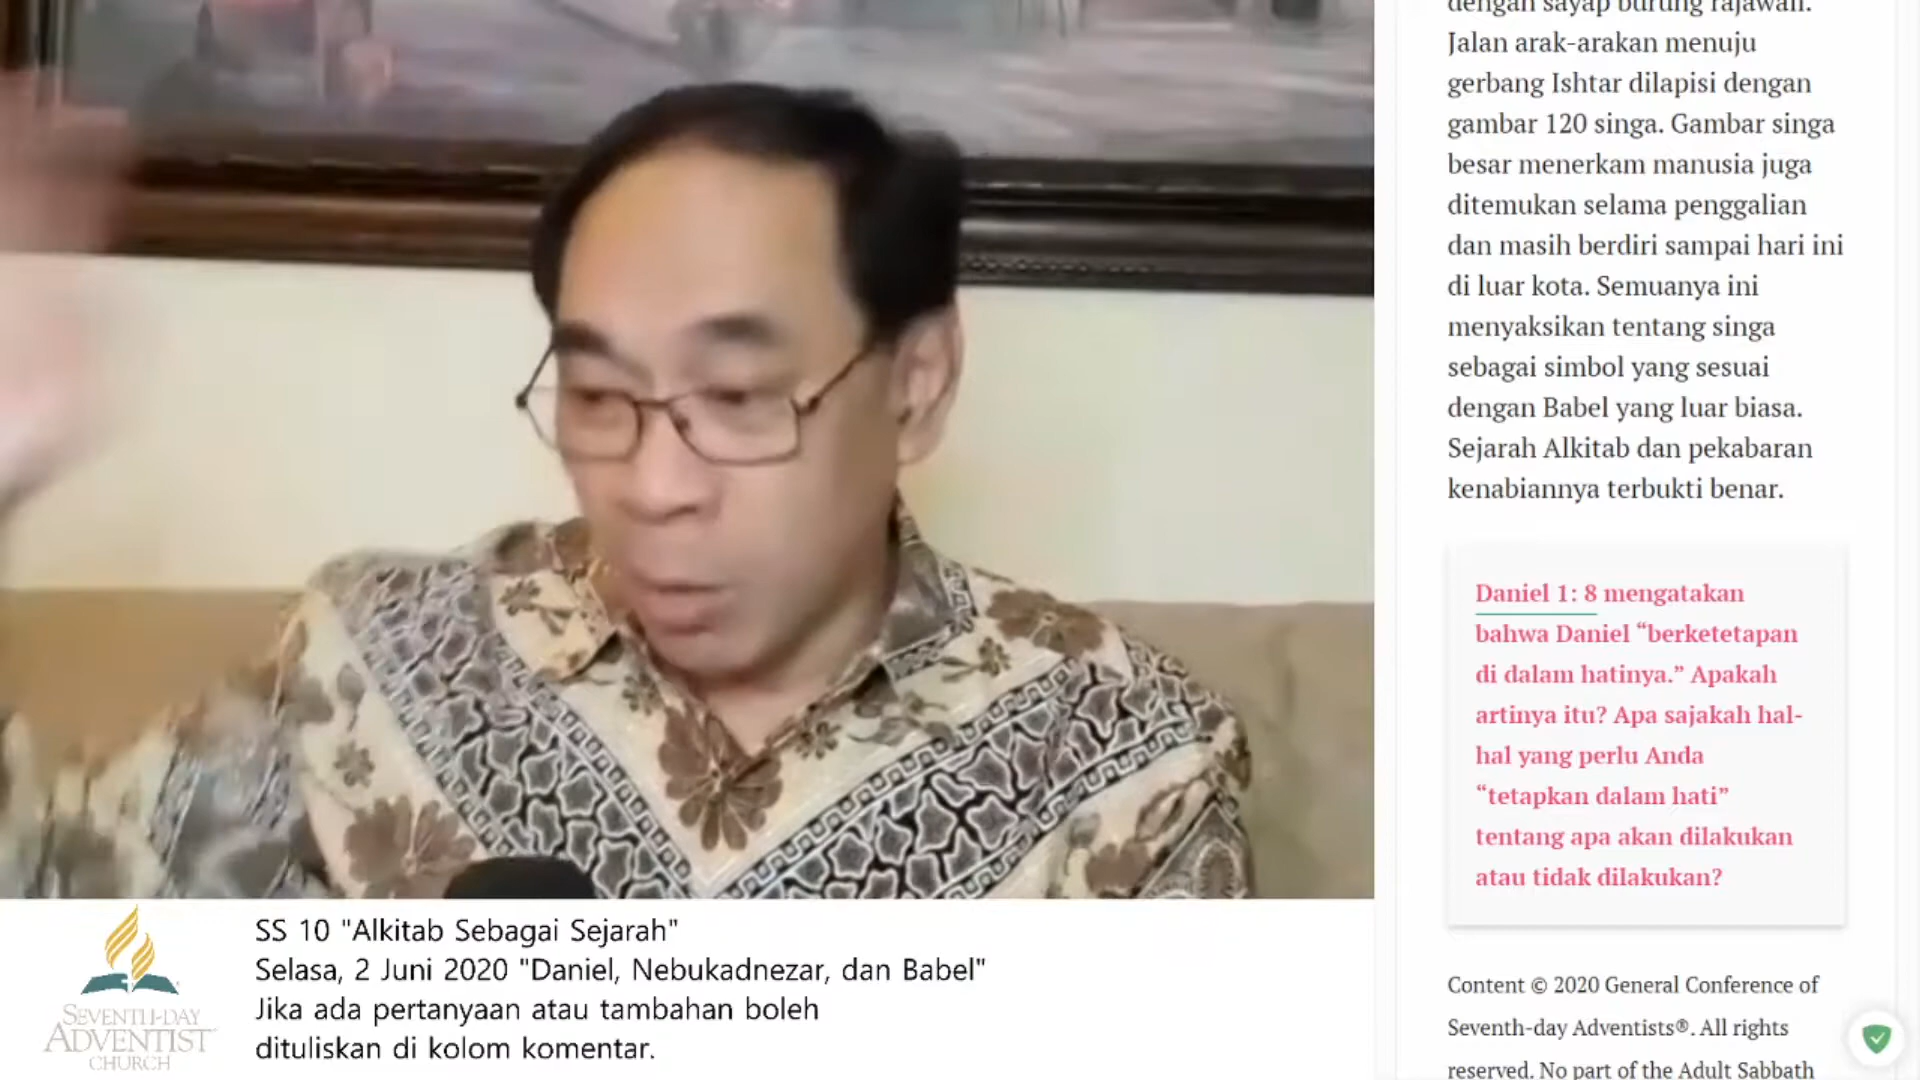 dengan sayap burung rajawali.
Jalan arak-arakan menuju
gerbang Ishtar dilapisi dengan
gambar 120 singa. Gambar singa
besar menerkam manusia juga
ditemukan selama penggalian
dan masih berdiri sampai hari ini
di luar kota. Semuanya ini
menyaksikan tentang singa
sebagai simbol yang sesuai
dengan Babel yang luar biasa.
Sejarah Alkitab dan pekabaran
kenabiannya terbukti benar.
Daniel 1: 8 mengatakan
bahwa Daniel “berketetapan
di dalam hatinya.” Apakah
artinya itu? Apa sajakah hal-
hal yang perlu Anda
“tetapkan dalam hati”
tentang apa akan dilakukan
atau tidak dilakukan?
Content © 2020 General Conference of
Seventh-day Adventists®. All rights
reserved. No part of the Adult Sabbath
SS 10 "Alkitab Sebagai Sejarah"
Selasa, 2 Juni 2020 "Daniel, Nebukadnezar, dan Babel"
Jika ada pertanyaan atau tambahan boleh
dituliskan di kolom komentar.
SEVENTH-DAY
ADVENTIST
CHURCH